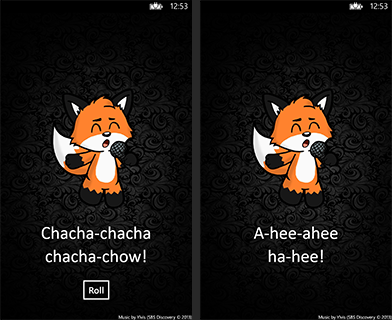 12:53
Chacha-chacha
chacha-chow!
Roll
Music by Ylvis (SBS Discovery © 2013)
12:53
A-hee-ahee
ha-hee!
Music by Ylvis (SBS Discovery © 2013)